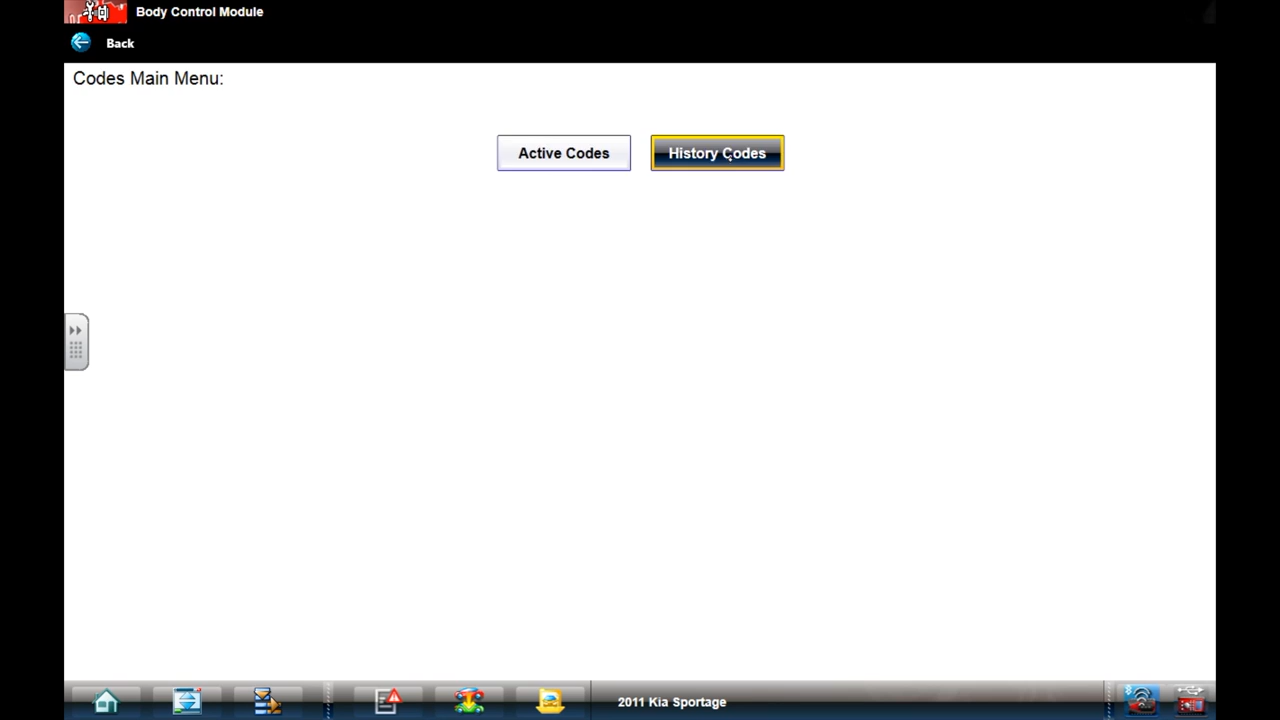 Body Control Module
Back
Codes Main Menu:
Active Codes
History Codes
2011 Kia Sportage